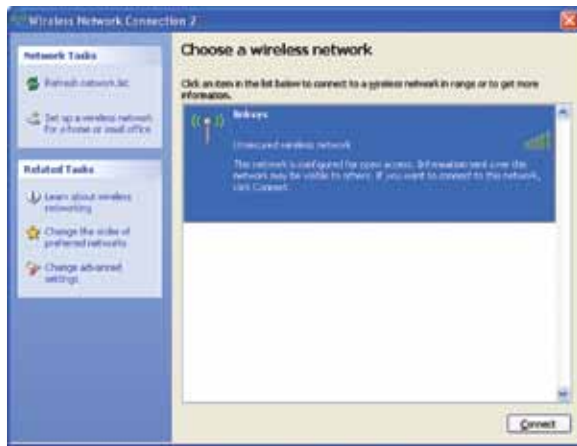 Wireless Network Connection 2
Network Tasks
Refresh network list
Set up a wireless network
for a home or small office
Related Tasks
Learn about wireless
networking
Change the order of
preferred networks
Change advanced
settings
Choose a wireless network
Click an item in the list below to connect to a wireless network in range or to get more
information.
linksys
Unsecured wireless network
This network is configured for open access. Information sent over this
network may be visible to others. If you want to connect to this network,
click Connect.
Connect